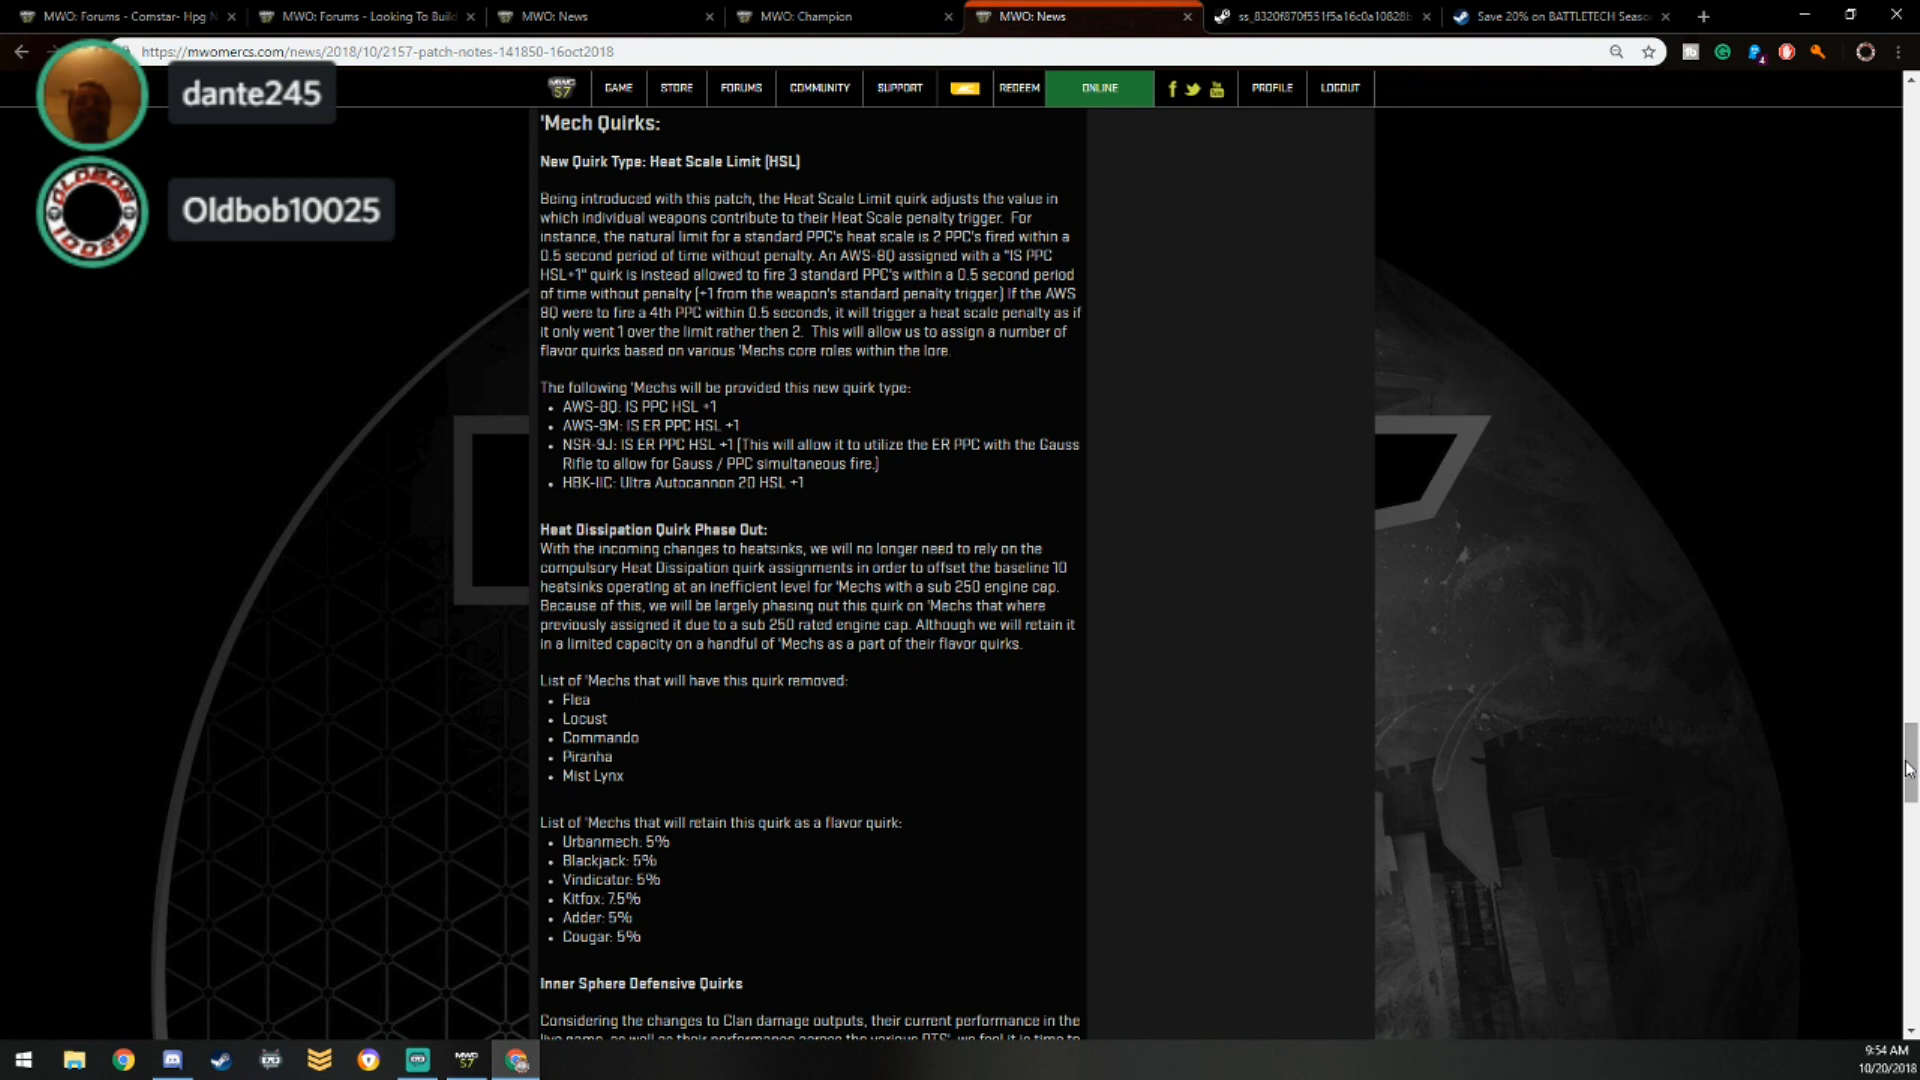 MWO: Forums - Comstar- Hpg N
MWO: Forums - Looking To Build
MWO: News
MWO: Champion
MWO: News
ss_8320f870f551f5a16c0a10828b
Save 20% on BATTLETECH Seaso
https://mwomercs.com/news/2018/10/2157-patch-notes-141850-16oct2018
dante245
Oldbob10025
GAME STORE FORUMS COMMUNITY SUPPORT REDEEM ONLINE PROFILE LOGOUT
'Mech Quirks:
New Quirk Type: Heat Scale Limit (HSL)
Being introduced with this patch, the Heat Scale Limit quirk adjusts the value in
which individual weapons contribute to their Heat Scale penalty trigger. For
instance, the natural limit for a standard PPC's heat scale is 2 PPC's fired within a
0.5 second period of time without penalty. An AWS-8Q assigned with a "IS PPC
HSL+1" quirk is instead allowed to fire 3 standard PPC's within a 0.5 second period
of time without penalty (+1 from the weapon's standard penalty trigger) If the AWS
8Q were to fire a 4th PPC within 0.5 seconds, it will trigger a heat scale penalty as if
it only went 1 over the limit rather then 2. This will allow us to assign a number of
flavor quirks based on various 'Mechs core roles within the lore.
The following 'Mechs will be provided this new quirk type:
• AWS-8Q: IS PPC HSL +1
• AWS-9M: IS ER PPC HSL +1
• NSR-9J: IS ER PPC HSL +1 (This will allow it to utilize the ER PPC with the Gauss
Rifle to allow for Gauss / PPC simultaneous fire.)
• HBK-IIC: Ultra Autocannon 20 HSL +1
Heat Dissipation Quirk Phase Out:
With the incoming changes to heatsinks, we will no longer need to rely on the
compulsory Heat Dissipation quirk assignments in order to offset the baseline 10
heatsinks operating at an inefficient level for 'Mechs with a sub 250 engine cap.
Because of this, we will be largely phasing out this quirk on 'Mechs that where
previously assigned it due to a sub 250 rated engine cap. Although we will retain it
in a limited capacity on a handful of 'Mechs as a part of their flavor quirks.
List of 'Mechs that will have this quirk removed:
• Flea
• Locust
• Commando
• Piranha
• Mist Lynx
List of 'Mechs that will retain this quirk as a flavor quirk:
• Urbanmech: 5%
• Blackjack: 5%
• Vindicator: 5%
• Kitfox: 7.5%
• Adder: 5%
• Cougar: 5%
Inner Sphere Defensive Quirks
Considering the changes to Clan damage outputs, their current performance in the
9:54 AM
10/20/2018